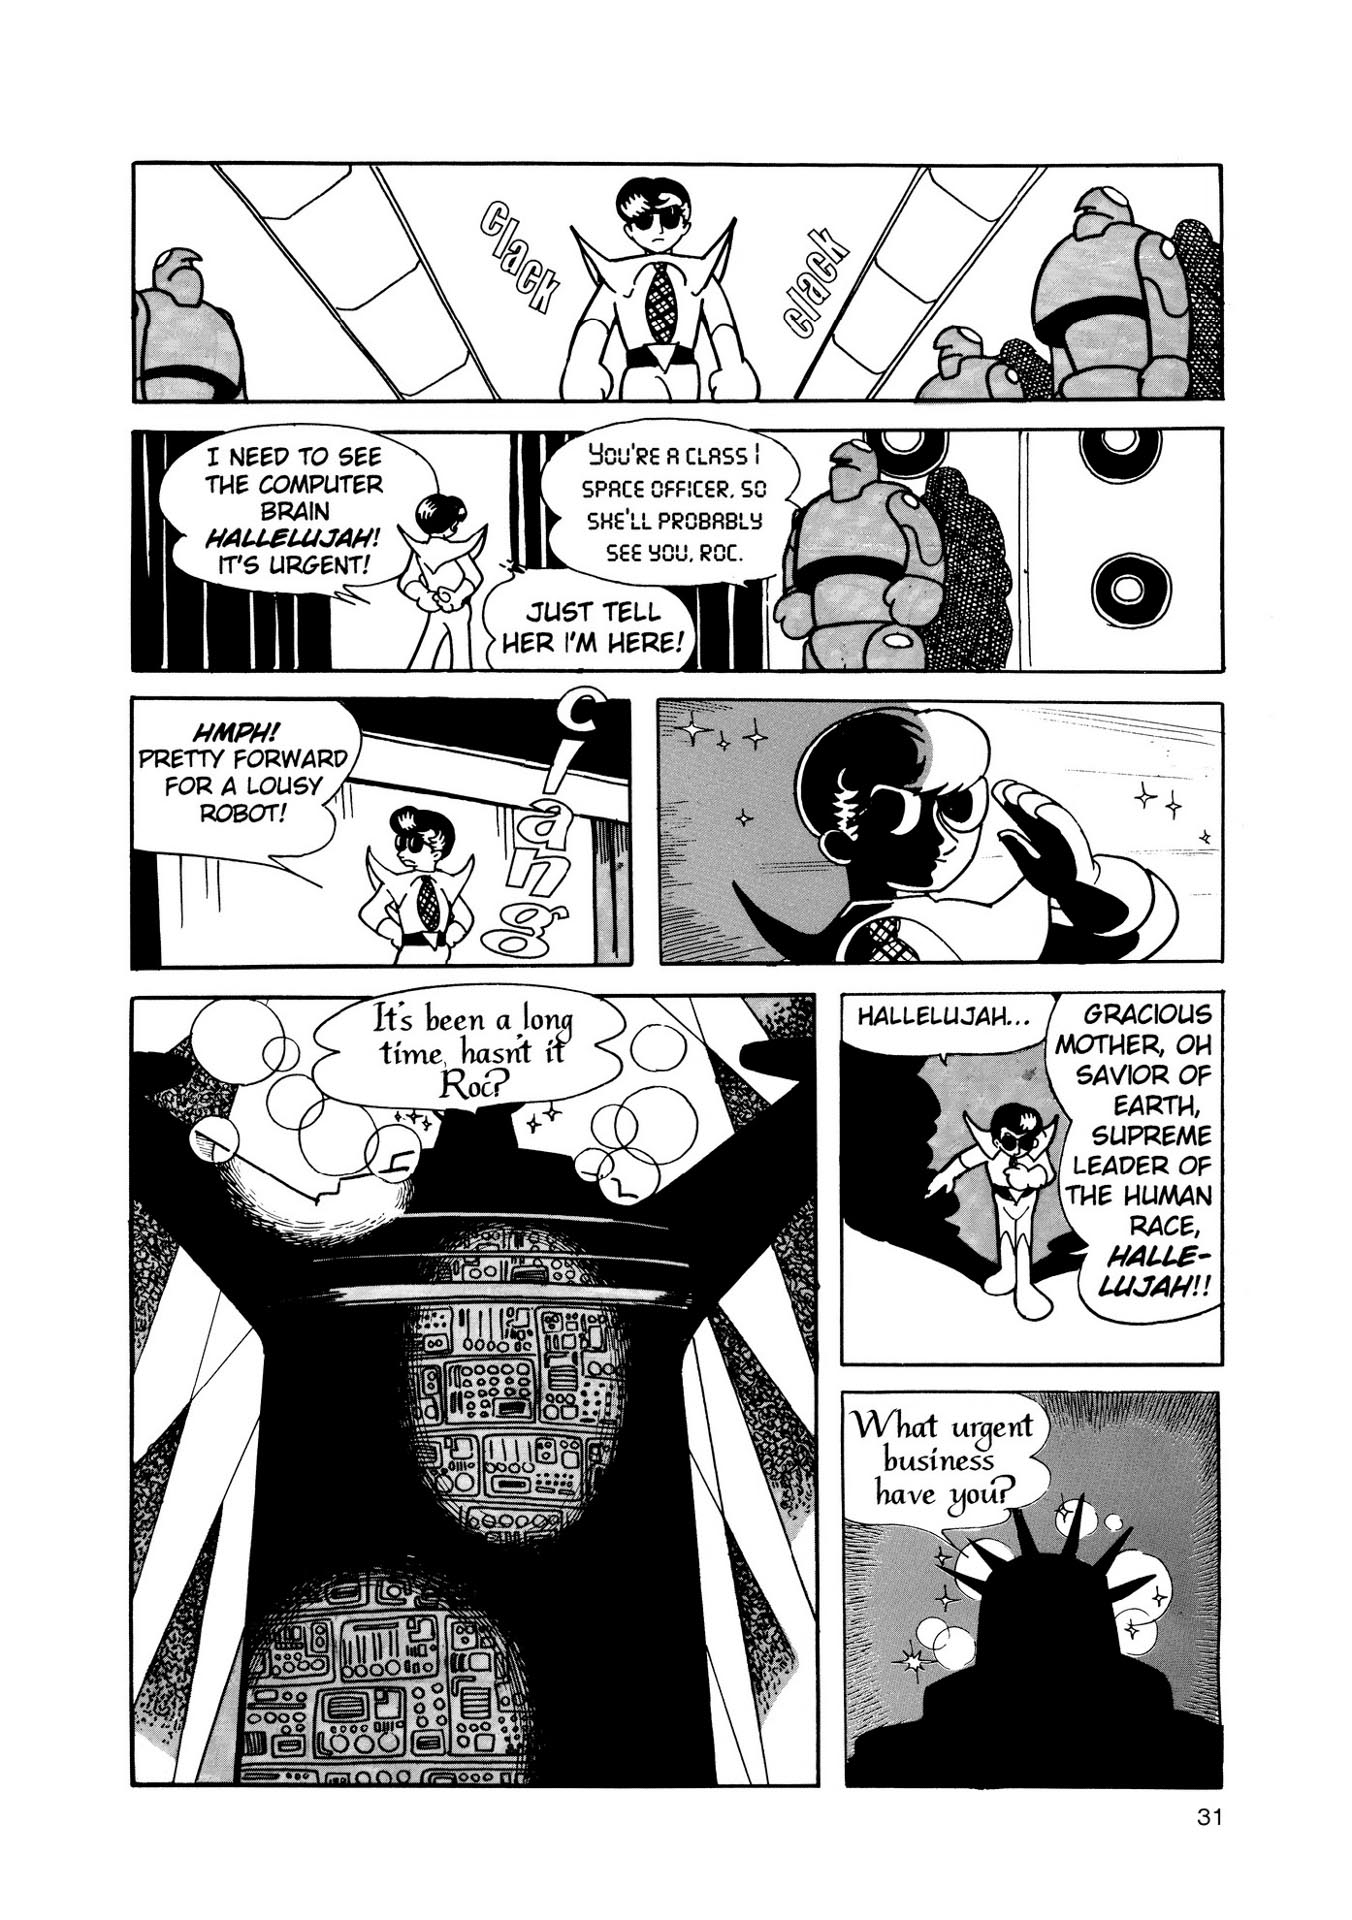 clack
clack
I NEED TO SEE
THE COMPUTER
BRAIN
HALLELUJAH!
IT'S URGENT!
YOU'RE A CLASS I
SPACE OFFICER, SO
SHE'LL PROBABLY
SEE YOU, ROC.
JUST TELL
HER I'M HERE!
HMPH!
PRETTY FORWARD
FOR A LOUSY
ROBOT!
clang
It's been a long
time, hasn't it
Roc?
HALLELUJAH...
GRACIOUS
MOTHER, OH
SAVIOR OF
EARTH,
SUPREME
LEADER OF
THE HUMAN
RACE,
HALLE-
LUJAH!!
What urgent
business
have you?
31